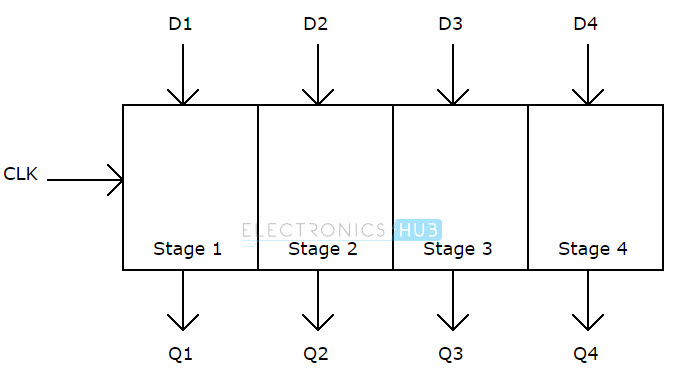 D1 D2 D3 D4
CLK
ELECTRONICS HUB
Stage 1 Stage 2 Stage 3 Stage 4
Q1 Q2 Q3 Q4